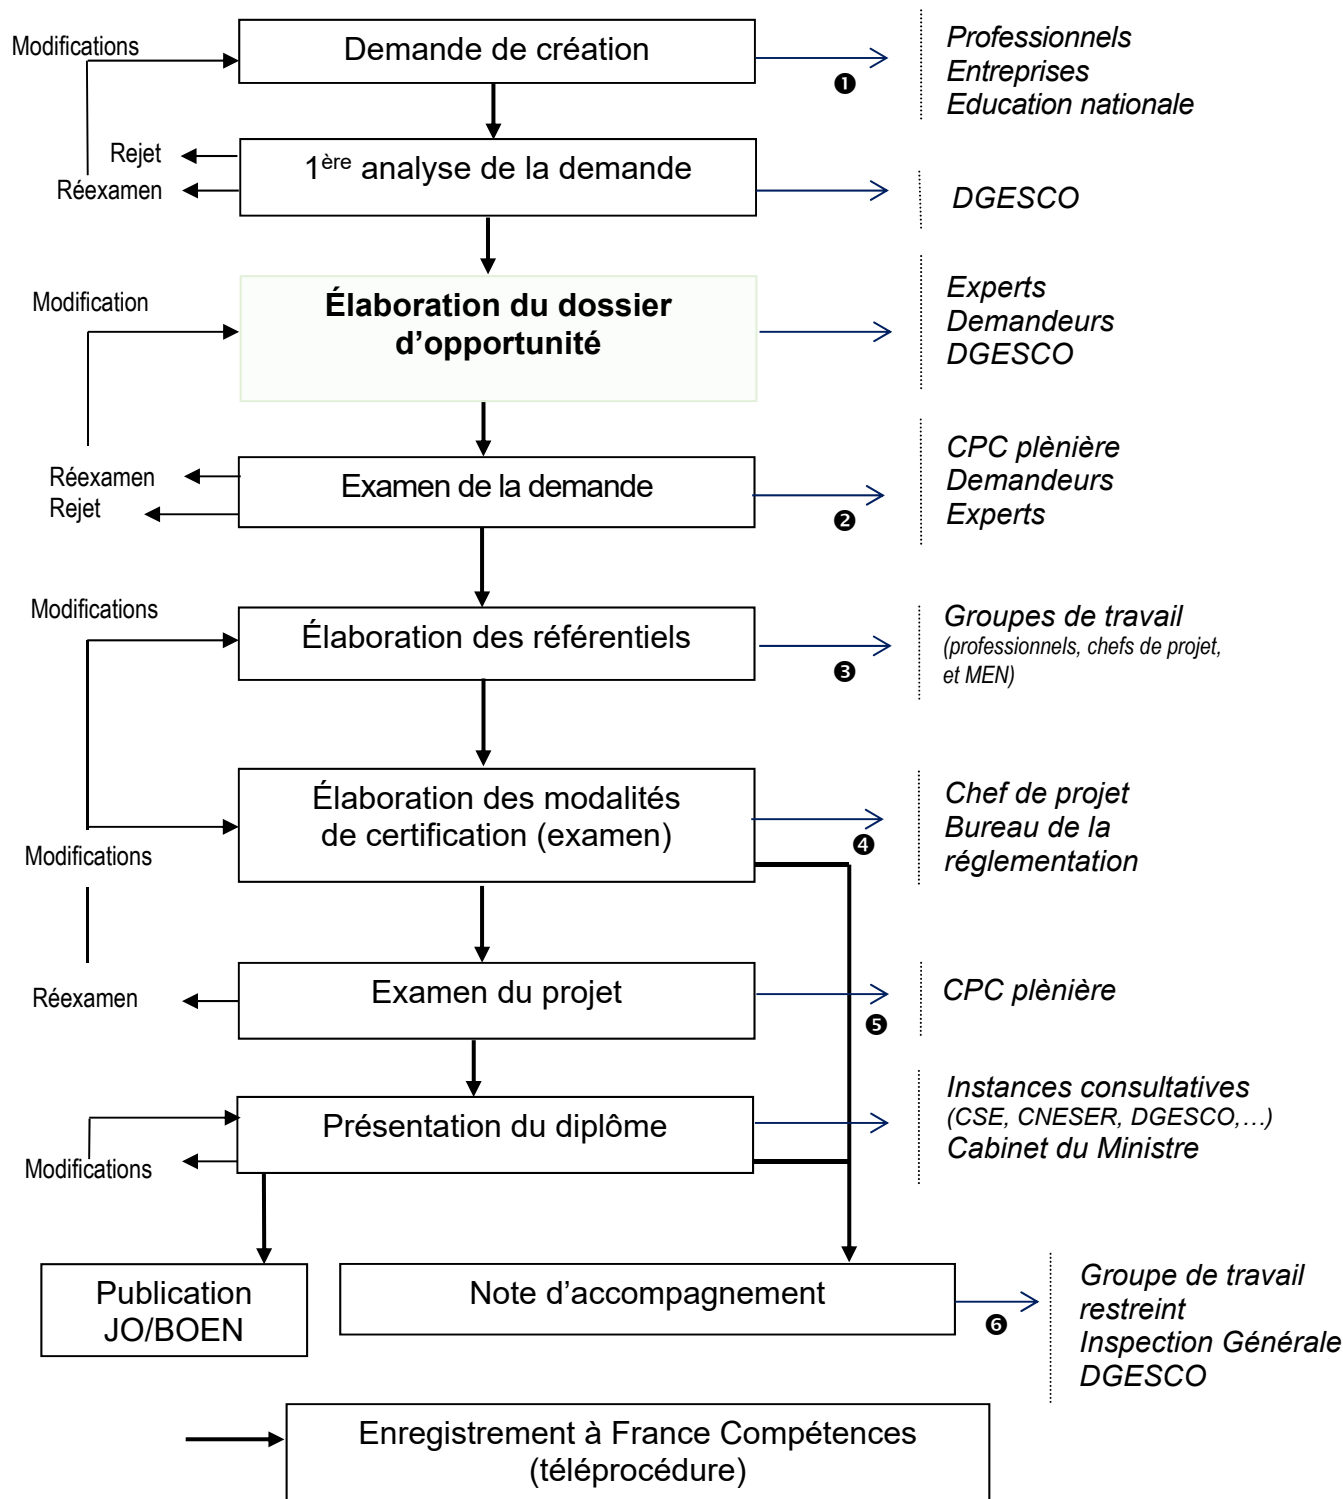 Modifications
Demande de création
❶
Professionnels
Entreprises
Education nationale
Rejet
Réexamen
1ère analyse de la demande
DGESCO
Modification
Élaboration du dossier
d’opportunité
Experts
Demandeurs
DGESCO
Réexamen
Rejet
Examen de la demande
❷
CPC plènière
Demandeurs
Experts
Modifications
Élaboration des référentiels
❸
Groupes de travail
(professionnels, chefs de projet,
et MEN)
Modifications
Élaboration des modalités
de certification (examen)
❹
Chef de projet
Bureau de la
réglementation
Réexamen
Examen du projet
❺
CPC plènière
Modifications
Présentation du diplôme
Instances consultatives
(CSE, CNESER, DGESCO,…)
Cabinet du Ministre
Publication
JO/BOEN
Note d’accompagnement
❻
Groupe de travail
restreint
Inspection Générale
DGESCO
Enregistrement à France Compétences
(téléprocédure)